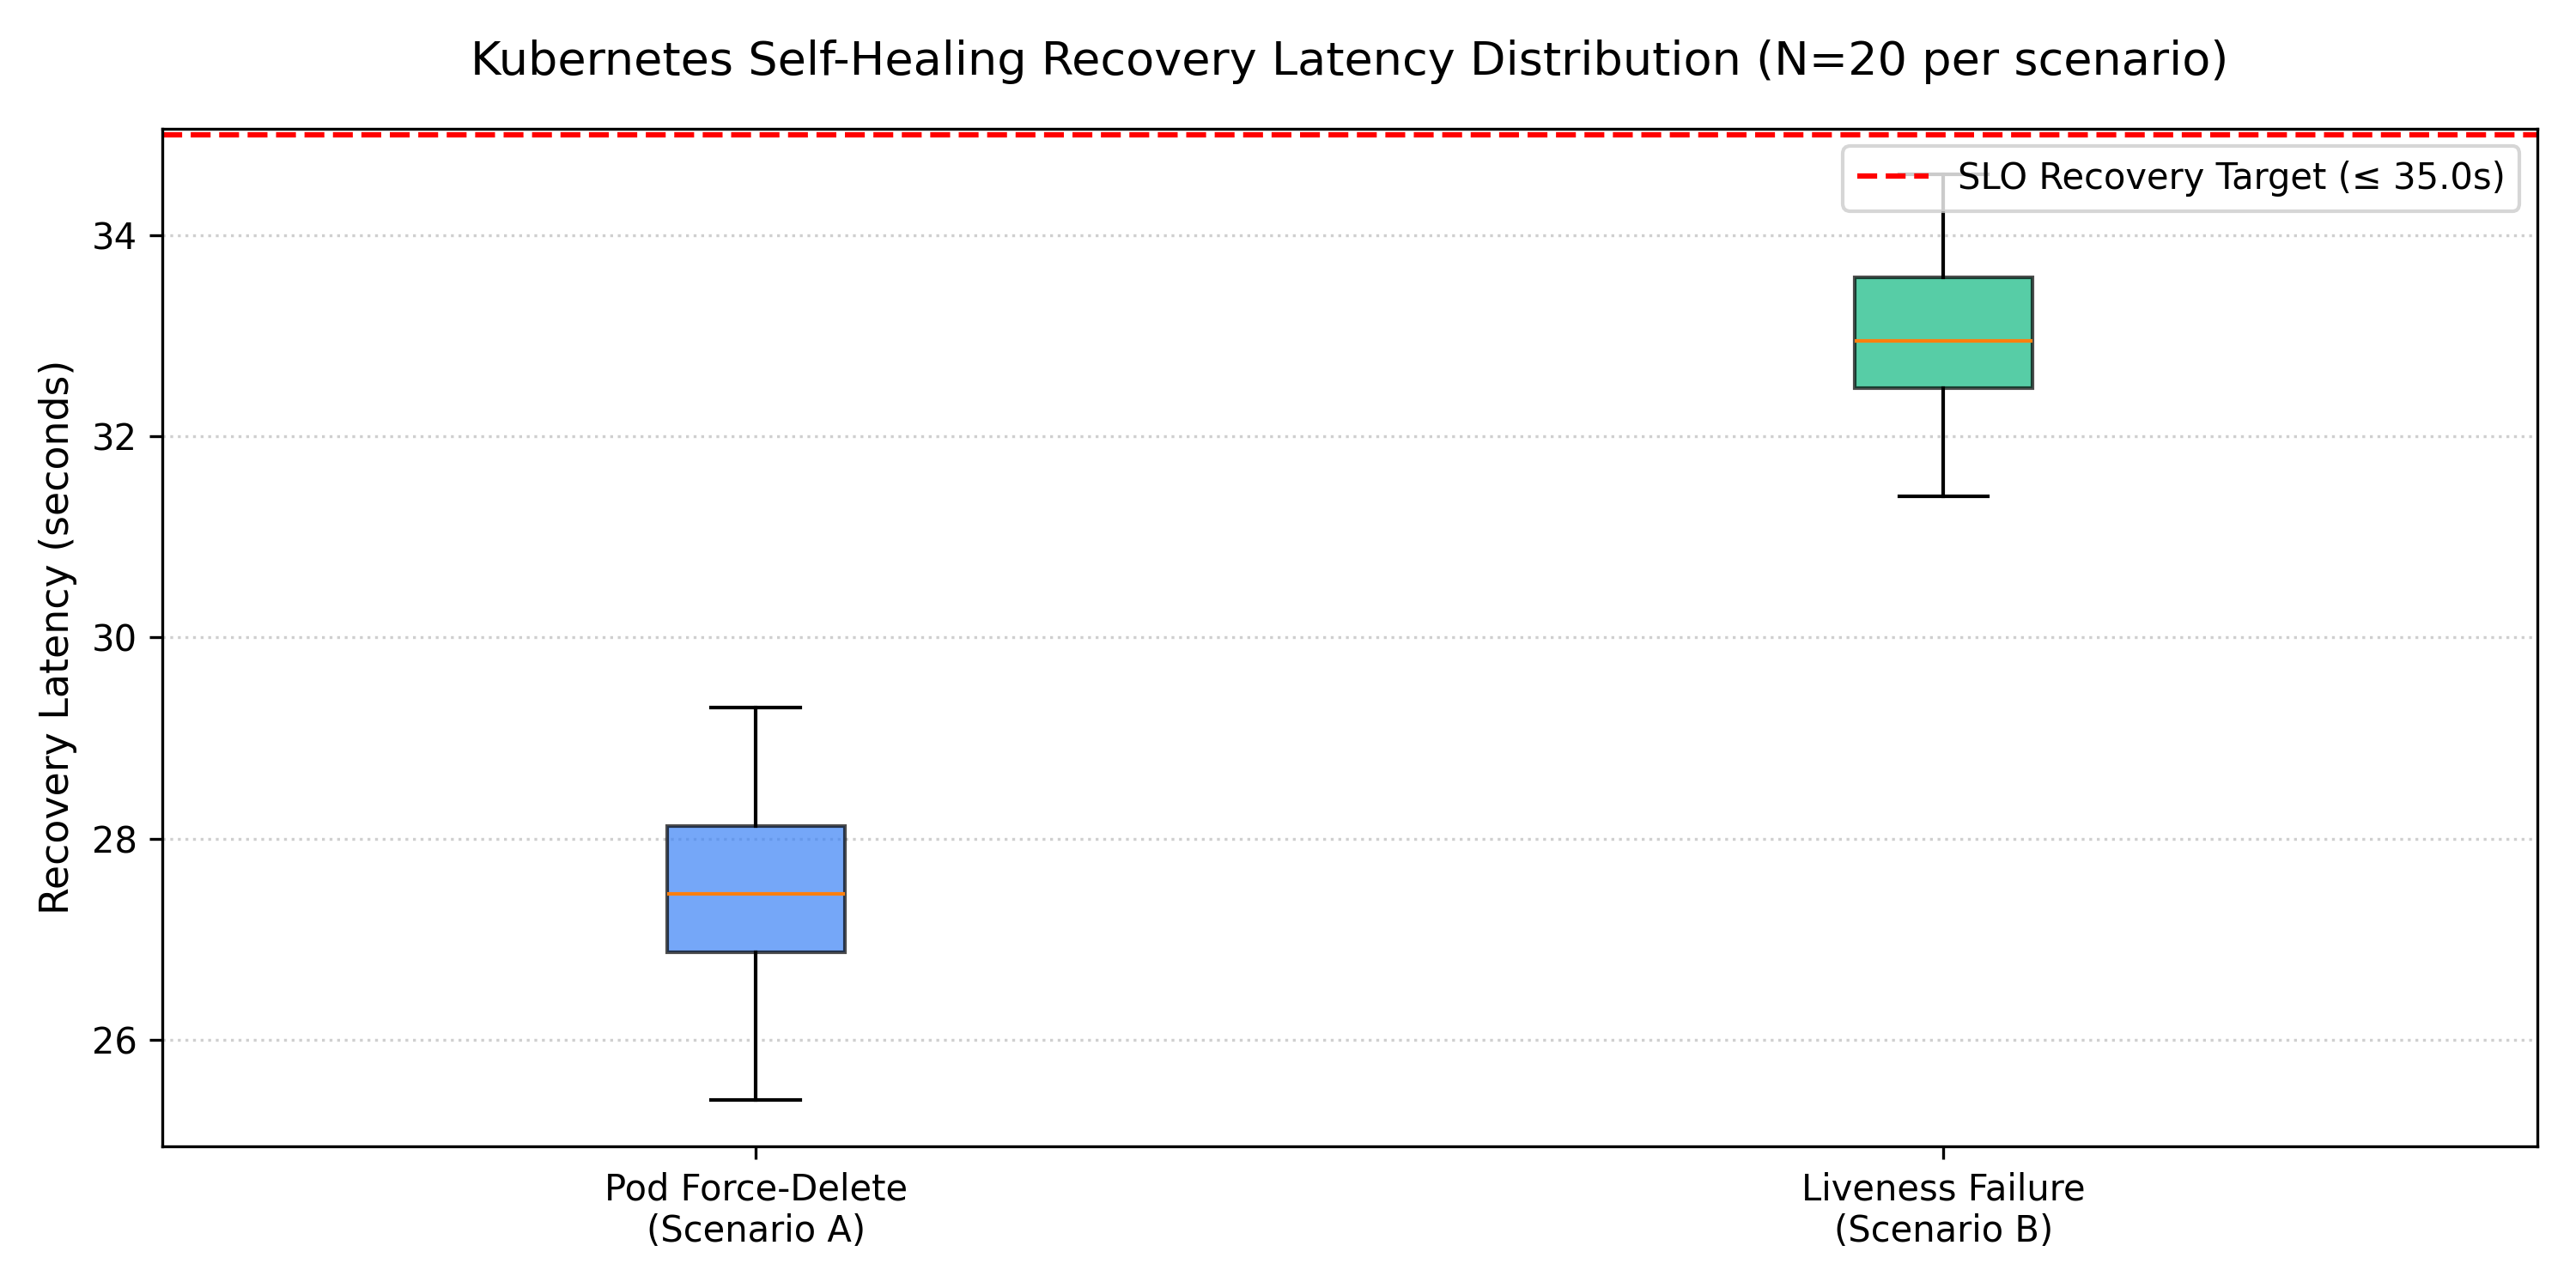 Kubernetes Self-Healing Recovery Latency Distribution (N=20 per scenario)
SLO Recovery Target (≤ 35.0s)
Recovery Latency (seconds)
34
32
30
28
26
Pod Force-Delete
(Scenario A)
Liveness Failure
(Scenario B)